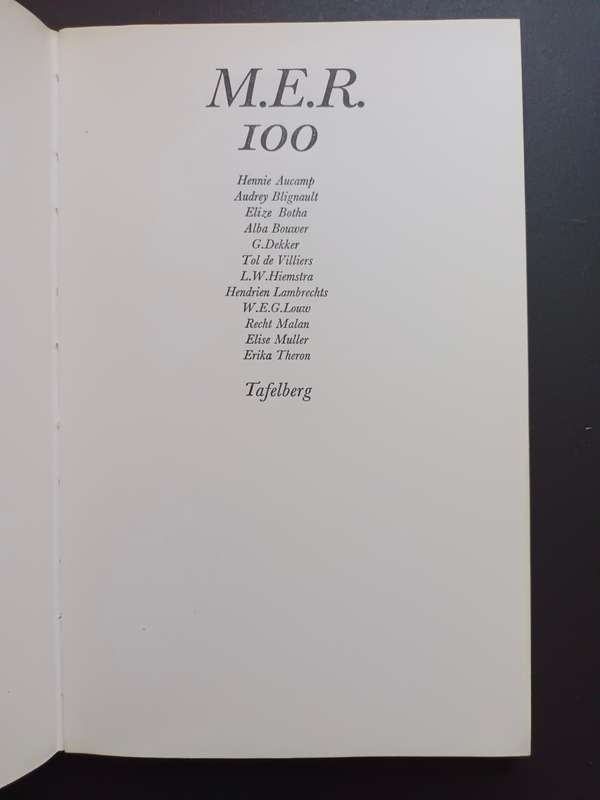 M.E.R.
100
Hennie Aucamp
Audrey Blignault
Elize Botha
Alba Bouwer
G.Dekker
Tol de Villiers
L.W.Hiemstra
Hendrien Lambrechts
W.E.G.Louw
Recht Malan
Elise Muller
Erika Theron
Tafelberg